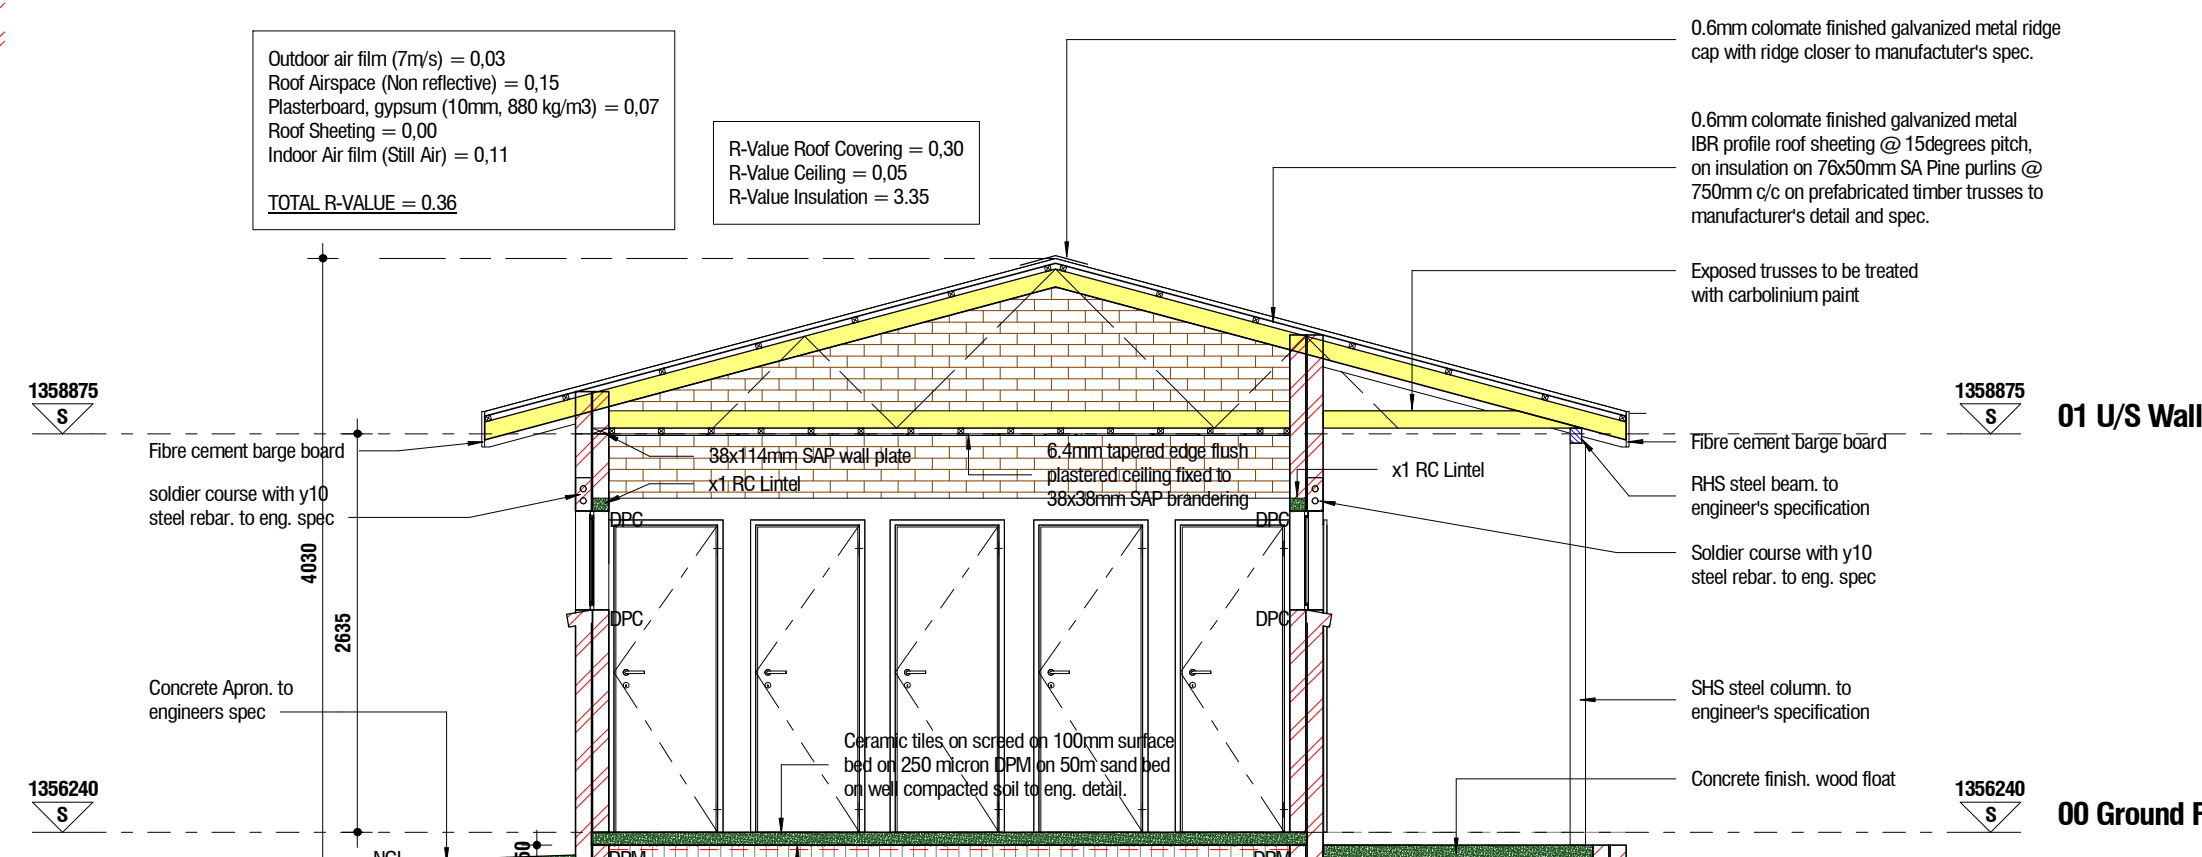 Outdoor air film (7m/s) = 0,03
Roof Airspace (Non reflective) = 0,15
Plasterboard, gypsum (10mm, 880 kg/m3) = 0,07
Roof Sheeting = 0,00
Indoor Air film (Still Air) = 0,11
TOTAL R-VALUE = 0.36
R-Value Roof Covering = 0,30
R-Value Ceiling = 0,05
R-Value Insulation = 3.35
0.6mm colomate finished galvanized metal ridge
cap with ridge closer to manufactuter's spec.
0.6mm colomate finished galvanized metal
IBR profile roof sheeting @ 15degrees pitch,
on insulation on 76x50mm SA Pine purlins @
750mm c/c on prefabricated timber trusses to
manufacturer's detail and spec.
Exposed trusses to be treated
with carbolinium paint
1358875
S
1358875
S
01 U/S Wall
Fibre cement barge board
38x114mm SAP wall plate
x1 RC Lintel
6.4mm tapered edge flush
plastered ceiling fixed to
38x38mm SAP brandering
x1 RC Lintel
Fibre cement barge board
soldier course with y10
steel rebar. to eng. spec
RHS steel beam. to
engineer's specification
DPC
DPC
Soldier course with y10
steel rebar. to eng. spec
4030
2635
DPC
DPC
Concrete Apron. to
engineers spec
SHS steel column. to
engineer's specification
Ceramic tiles on screed on 100mm surface
bed on 250 micron DPM on 50m sand bed
on well compacted soil to eng. detail.
Concrete finish. wood float
1356240
S
1356240
S
00 Ground F
NGL
50
DPM
DPM